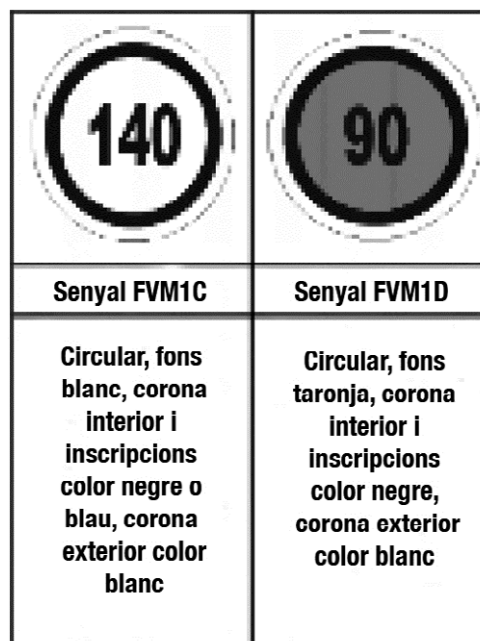 140
90
Senyal FVM1C
Senyal FVM1D
Circular, fons
blanc, corona
interior i
inscripcions
color negre o
blau, corona
exterior color
blanc
Circular, fons
taronja, corona
interior i
inscripcions
color negre,
corona exterior
color blanc